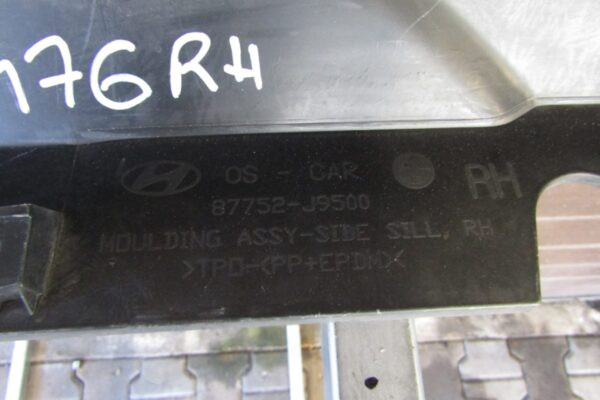 176RH
OS - CAR
RH
87752-J9500
MOULDING ASSY-SIDE SILL, RH
>TPO-(PP+EPDM)<